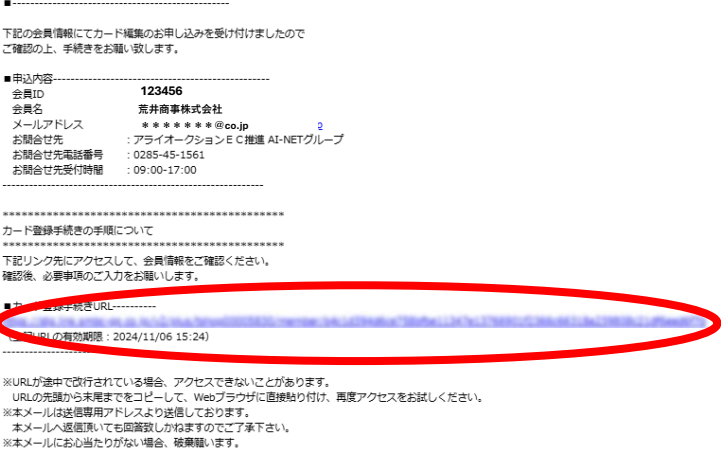 ■--------------------------------------------------
下記の会員情報にてカード編集のお申し込みを受け付けましたので
ご確認の上、手続きをお願い致します。
■申込内容--------------------------------------------------
会員ID 123456
会員名 荒井商事株式会社
メールアドレス ＊＊＊＊＊＊＊@co.jp
お問合せ先 ：アライオークションＥＣ推進 AI-NETグループ
お問合せ先電話番号 ：0285-45-1561
お問合せ先受付時間 ：09:00-17:00
------------------------------------------------------------
***********************************************
カード登録手続きの手順について
***********************************************
下記リンク先にアクセスして、会員情報をご確認ください。
確認後、必要事項のご入力をお願いします。
■カード登録手続きURL----------
（上記URLの有効期限：2024/11/06 15:24）
※URLが途中で改行されている場合、アクセスできないことがあります。
URLの先頭から末尾までをコピーして、Webブラウザに直接貼り付け、再度アクセスをお試しください。
※本メールは送信専用アドレスより送信しております。
本メールへ返信頂いても回答致しかねますのでご了承下さい。
※本メールにお心当たりがない場合、破棄願います。